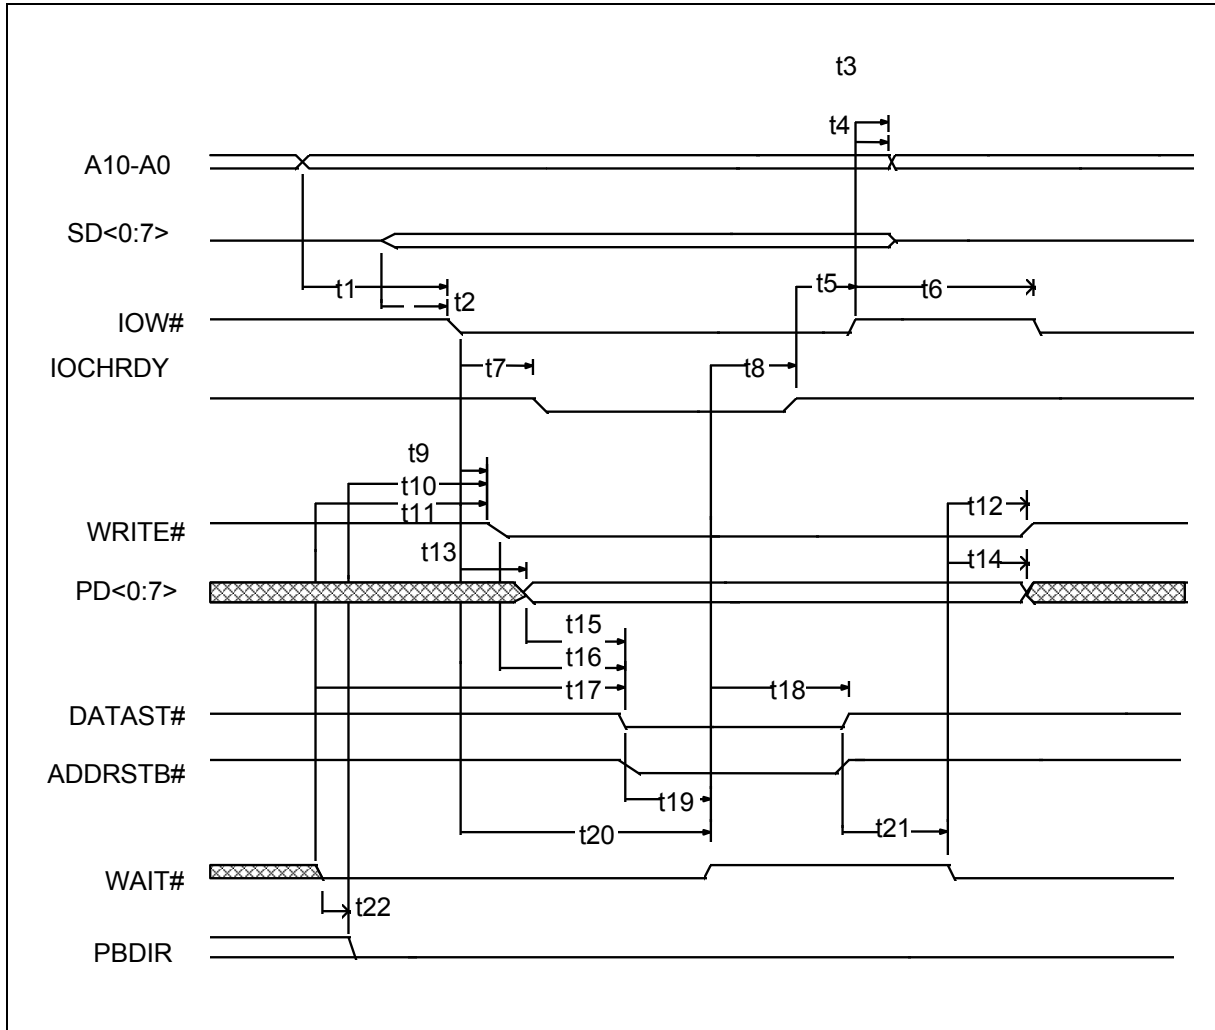 t3
t4
A10-A0
SD<0:7>
t1
t2
t5
t6
IOW#
IOCHRDY
t7
t8
t9
t10
t11
t12
WRITE#
t13
t14
PD<0:7>
t15
t16
t17
t18
DATAST#
ADDRSTB#
t19
t20
t21
WAIT#
t22
PBDIR